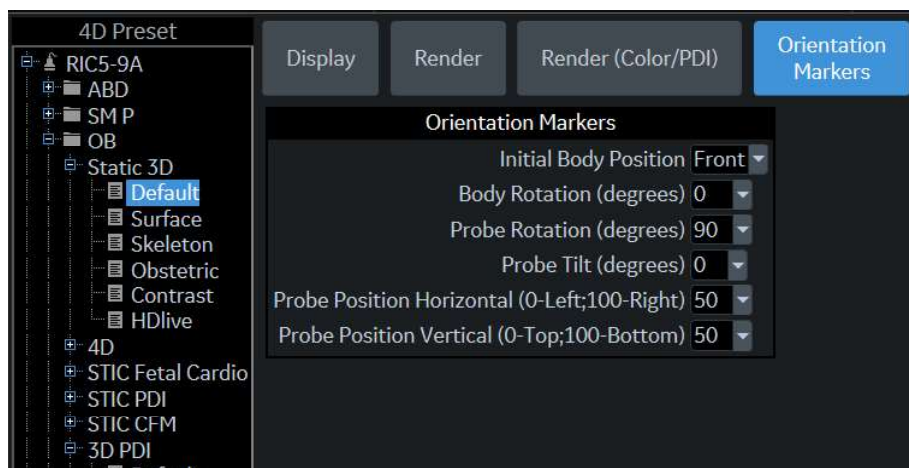 4D Preset
RIC5-9A
ABD
SM P
OB
Static 3D
Default
Surface
Skeleton
Obstetric
Contrast
HDlive
4D
STIC Fetal Cardio
STIC PDI
STIC CFM
3D PDI
Display
Render
Render (Color/PDI)
Orientation
Markers
Orientation Markers
Initial Body Position Front
Body Rotation (degrees) 0
Probe Rotation (degrees) 90
Probe Tilt (degrees) 0
Probe Position Horizontal (0-Left;100-Right) 50
Probe Position Vertical (0-Top;100-Bottom) 50